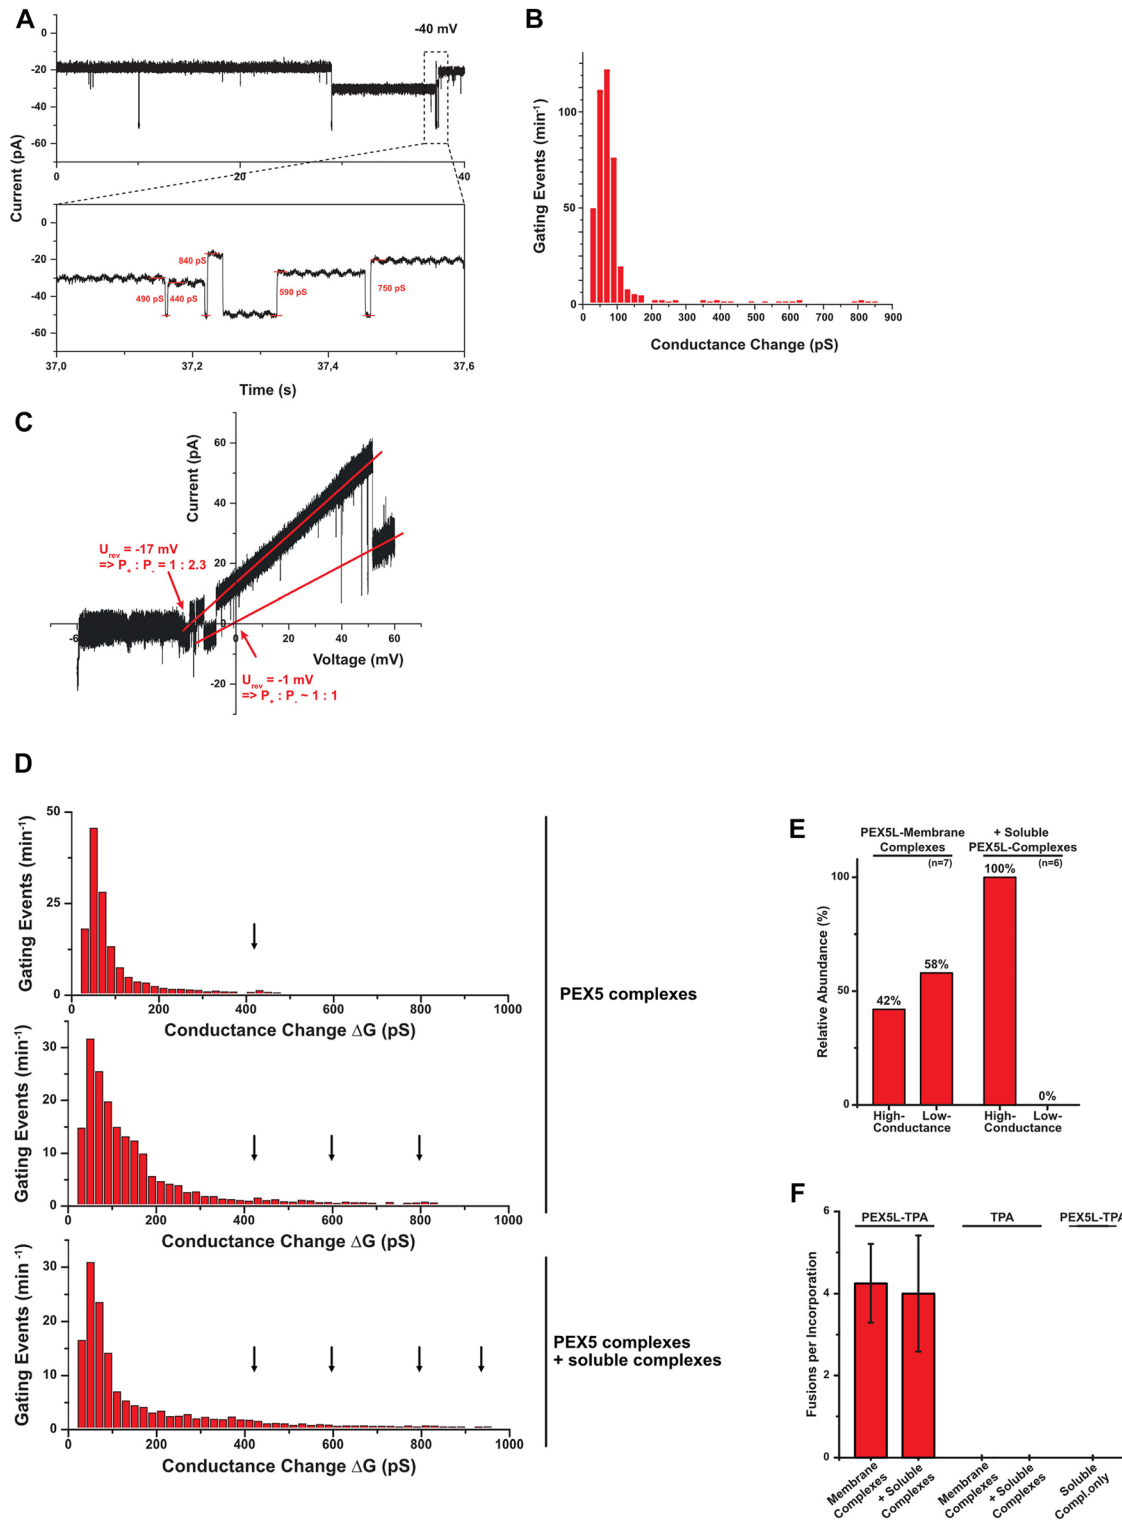 A
-40 mV
0
-20
-40
-60
Current (pA)
0
20
40
0
-20
-40
-60
840 pS
490 pS
440 pS
590 pS
750 pS
37,0
37,2
37,4
37,6
Time (s)
B
Gating Events (min-1)
100
50
0
0
100
200
300
400
500
600
700
800
900
Conductance Change (pS)
C
Current (pA)
60
40
20
0
-20
-6
0
20
40
60
Voltage (mV)
Urev = -17 mV
=> P+ : P- = 1 : 2.3
Urev = -1 mV
=> P+ : P- ~ 1 : 1
D
Gating Events (min-1)
50
25
0
0
200
400
600
800
1000
Conductance Change ΔG (pS)
PEX5 complexes
Gating Events (min-1)
30
20
10
0
0
200
400
600
800
1000
Conductance Change ΔG (pS)
Gating Events (min -1)
30
20
10
0
0
200
400
600
800
1000
Conductance Change ΔG (pS)
PEX5 complexes
+ soluble complexes
E
PEX5L-Membrane
Complexes
(n=7)
+ Soluble
PEX5L-Complexes
(n=6)
Relative Abundance (%)
100
50
0
42%
58%
100%
0%
High-
Low-
Conductance
High-
Low-
Conductance
F
PEX5L-TPA
TPA
PEX5L-TPA
Fusions per Incorporation
6
4
2
0
Membrane
Complexes
+ Soluble
Complexes
Membrane
Complexes
+ Soluble
Complexes
Soluble
Compl.only